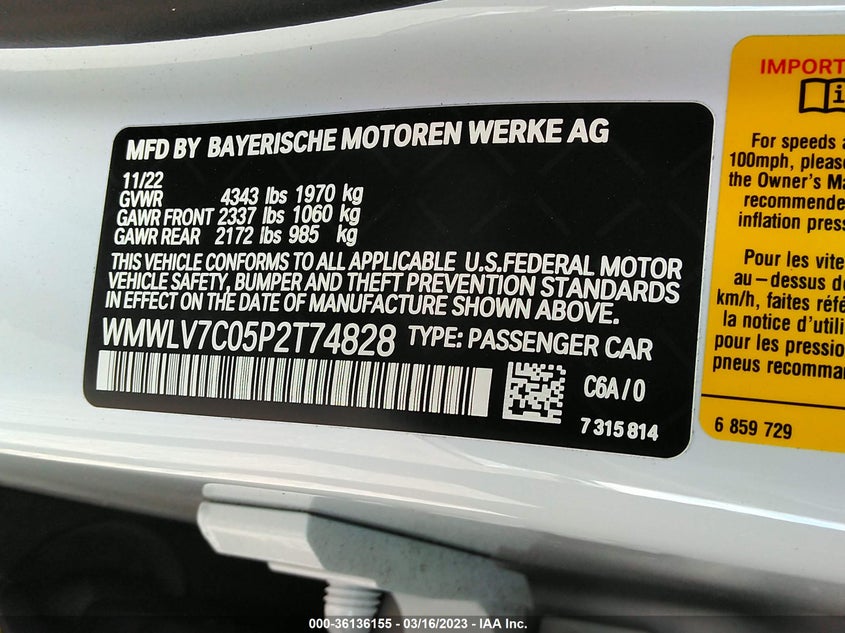 MFD BY BAYERISCHE MOTOREN WERKE AG
11/22
GVWR 4343 lbs 1970 kg
GAWR FRONT 2337 lbs 1060 kg
GAWR REAR 2172 lbs 985 kg
THIS VEHICLE CONFORMS TO ALL APPLICABLE U.S.FEDERAL MOTOR
VEHICLE SAFETY, BUMPER AND THEFT PREVENTION STANDARDS
IN EFFECT ON THE DATE OF MANUFACTURE SHOWN ABOVE.
WMWLV7C05P2T74828 TYPE: PASSENGER CAR
C6A/0
7 315 814
IMPORT
i
For speeds a
100mph, please
the Owner's Ma
recommende
inflation press
Pour les vite
au-dessus de
km/h, faites réfé
la notice d'uti
pour les pressio
pneus recommar
6 859 729
000-36136155 — 03/16/2023 — IAA Inc.